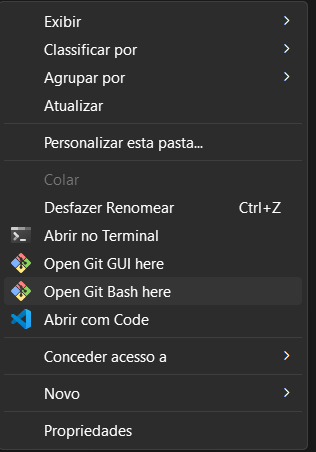 Exibir
Classificar por
Agrupar por
Atualizar
Personalizar esta pasta...
Colar
Desfazer Renomear Ctrl+Z
Abrir no Terminal
Open Git GUI here
Open Git Bash here
Abrir com Code
Conceder acesso a
Novo
Propriedades